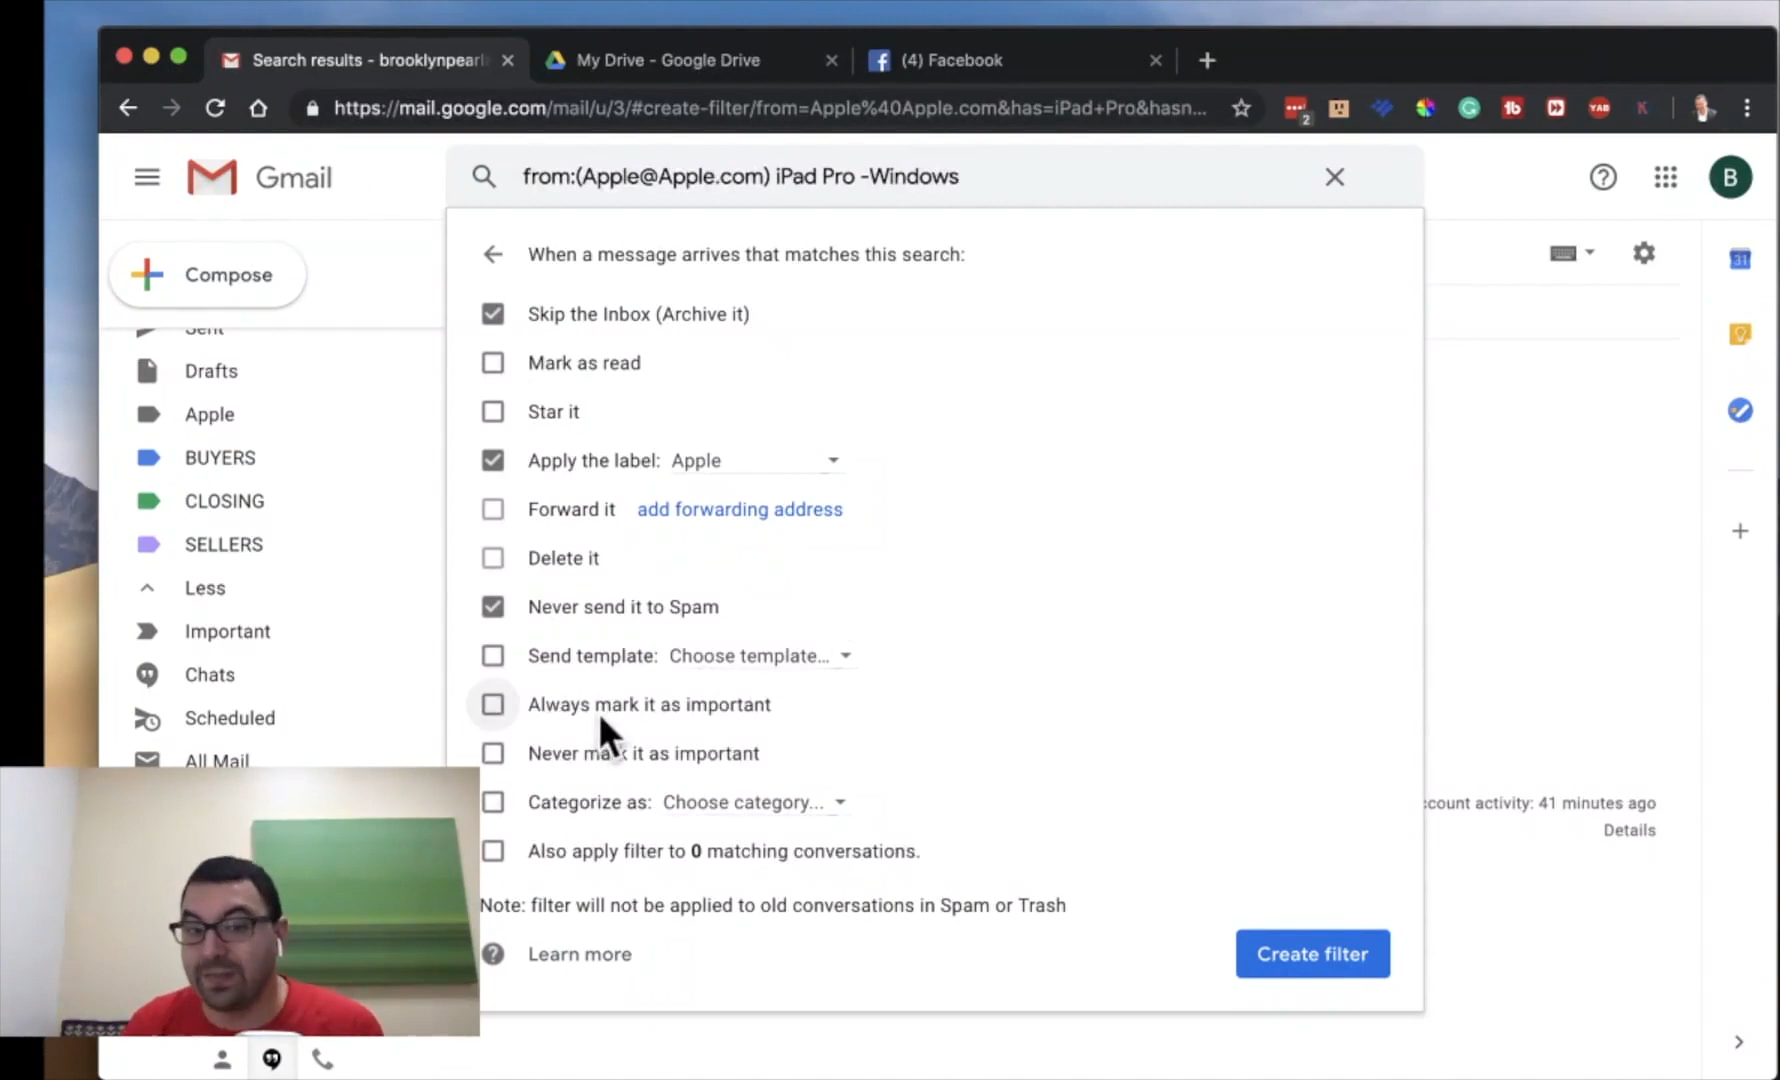 Search results - brooklynpearl
My Drive - Google Drive
(4) Facebook
https://mail.google.com/mail/u/3/#create-filter/from=Apple%40Apple.com&has=iPad+Pro&hasn...
2
tb
YAB
K
Gmail
from:(Apple@Apple.com) iPad Pro -Windows
B
When a message arrives that matches this search:
Compose
31
Skip the Inbox (Archive it)
Sent
Mark as read
Drafts
Star it
Apple
Apply the label: Apple
BUYERS
Forward it add forwarding address
CLOSING
Delete it
SELLERS
Less
Never send it to Spam
Important
Send template: Choose template...
Chats
Always mark it as important
Scheduled
Never mark it as important
All Mail
Categorize as: Choose category...
count activity: 41 minutes ago
Details
Also apply filter to 0 matching conversations.
Note: filter will not be applied to old conversations in Spam or Trash
Learn more
Create filter